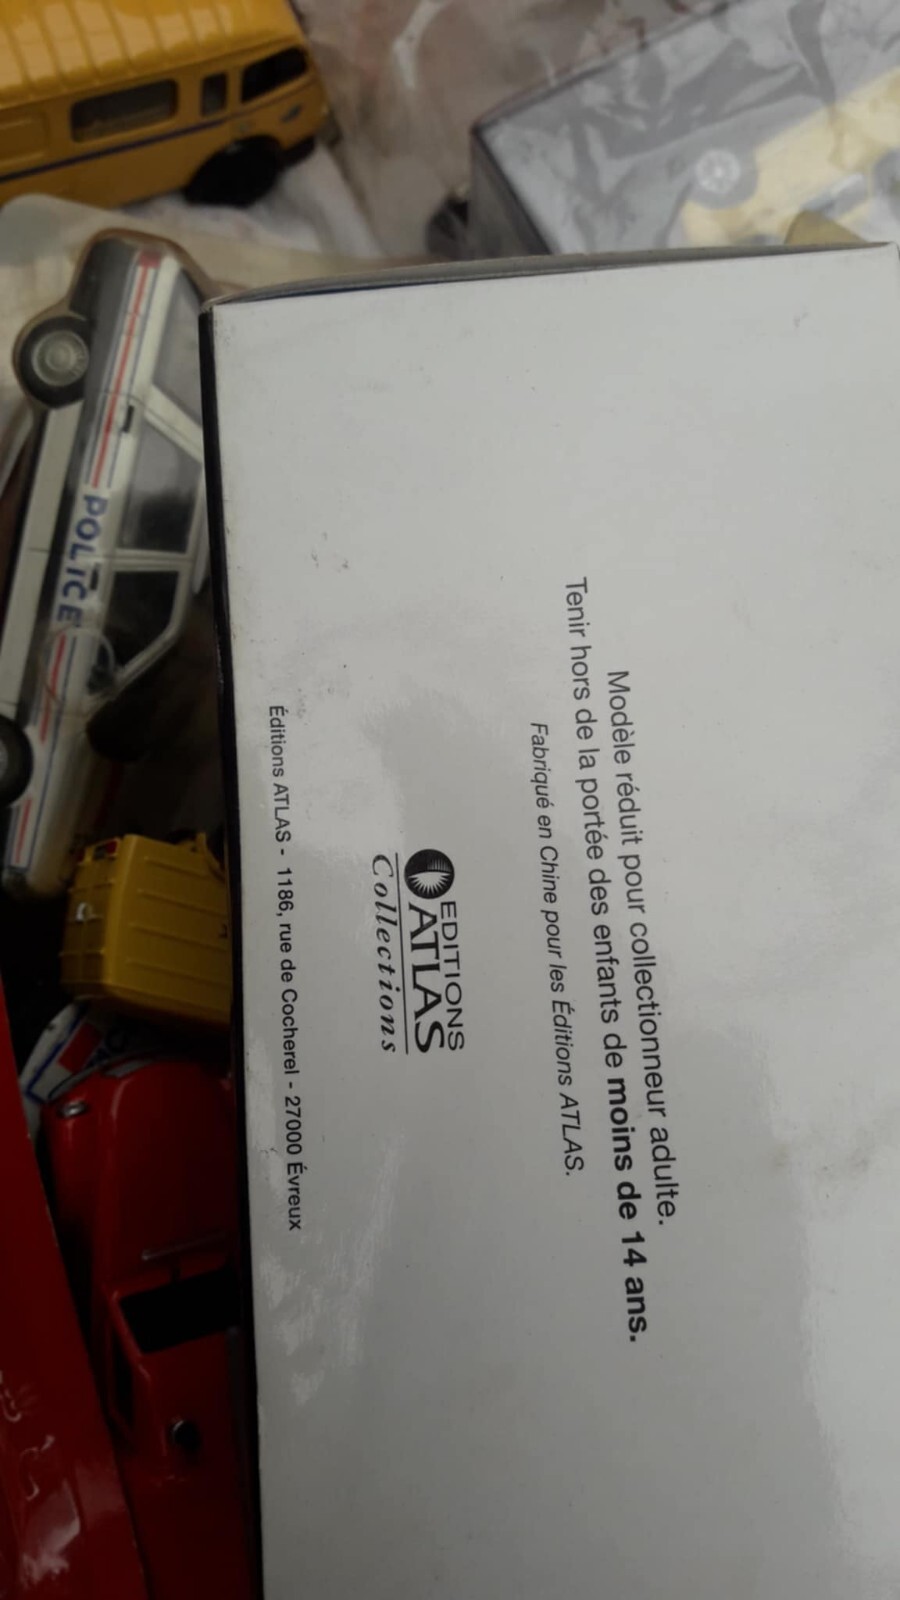 Modèle réduit pour collectionneur adulte.
Tenir hors de la portée des enfants de moins de 14 ans.
Fabriqué en Chine pour les Éditions ATLAS.
EDITIONS
ATLAS
Collections
Éditions ATLAS - 1186, rue de Cocherel - 27000 Évreux
POLICE